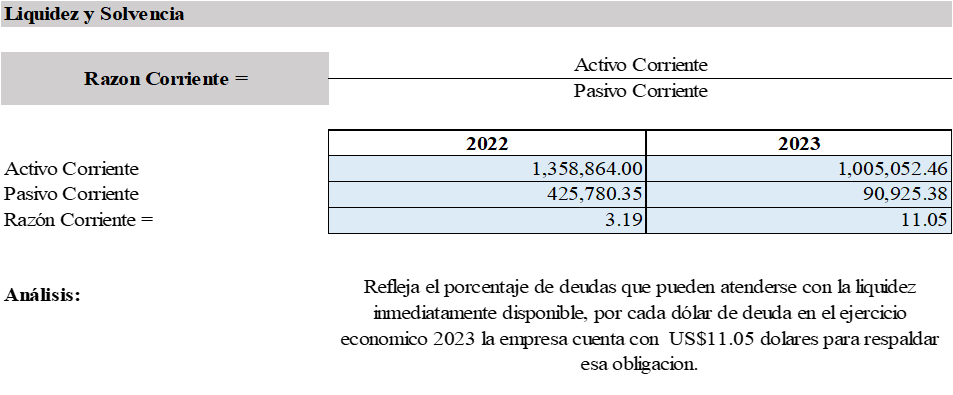 Liquidez y Solvencia
Razon Corriente =
Activo Corriente
Pasivo Corriente
2022 2023
Activo Corriente 1,358,864.00 1,005,052.46
Pasivo Corriente 425,780.35 90,925.38
Razón Corriente = 3.19 11.05
Análisis:
Refleja el porcentaje de deudas que pueden atenderse con la liquidez
inmediatamente disponible, por cada dólar de deuda en el ejercicio
economico 2023 la empresa cuenta con US$11.05 dolares para respaldar
esa obligacion.